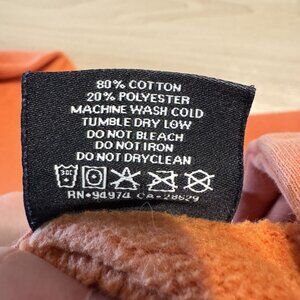 80% COTTON
20% POLYESTER
MACHINE WASH COLD
TUMBLE DRY LOW
DO NOT BLEACH
DO NOT IRON
DO NOT DRYCLEAN
RN•94974 CA•28629